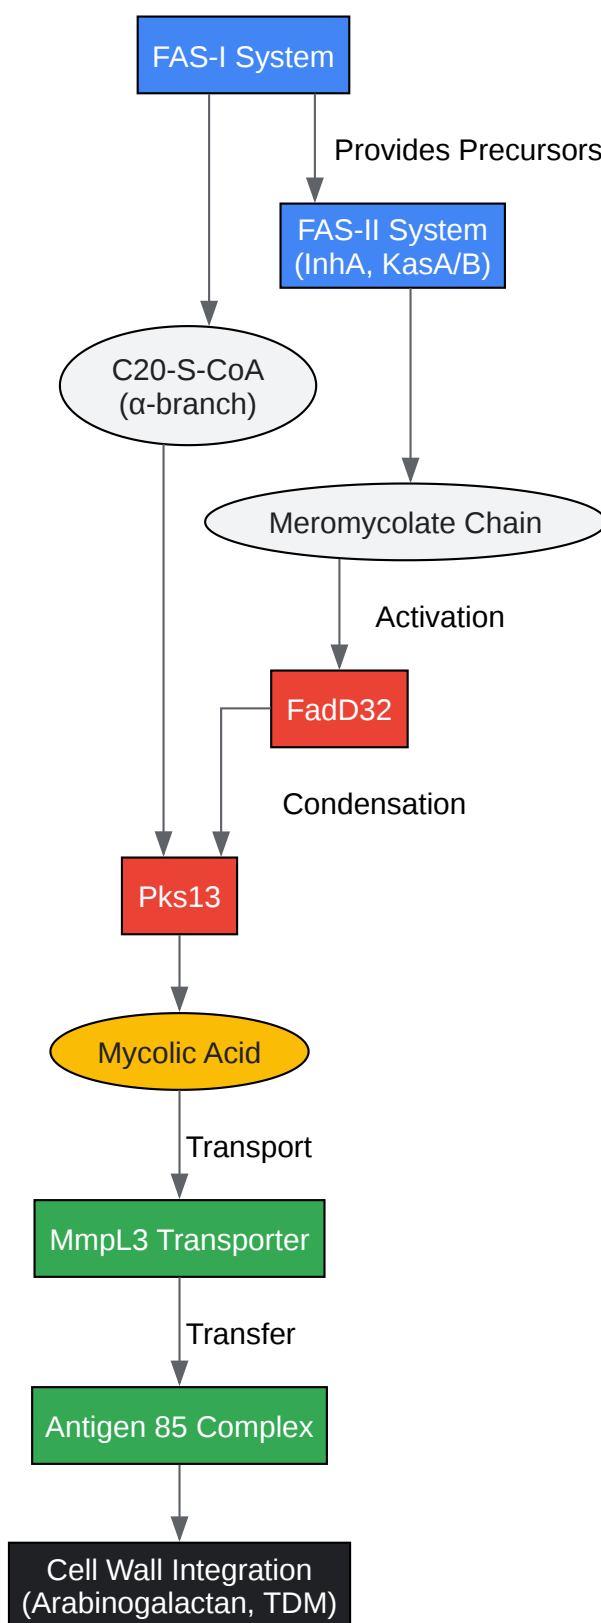 FAS-I System
Provides Precursors
FAS-II System
(InhA, KasA/B)
C20-S-CoA
(α-branch)
Meromycolate Chain
Activation
FadD32
Condensation
Pks13
Mycolic Acid
Transport
MmpL3 Transporter
Transfer
Antigen 85 Complex
Cell Wall Integration
(Arabinogalactan, TDM)